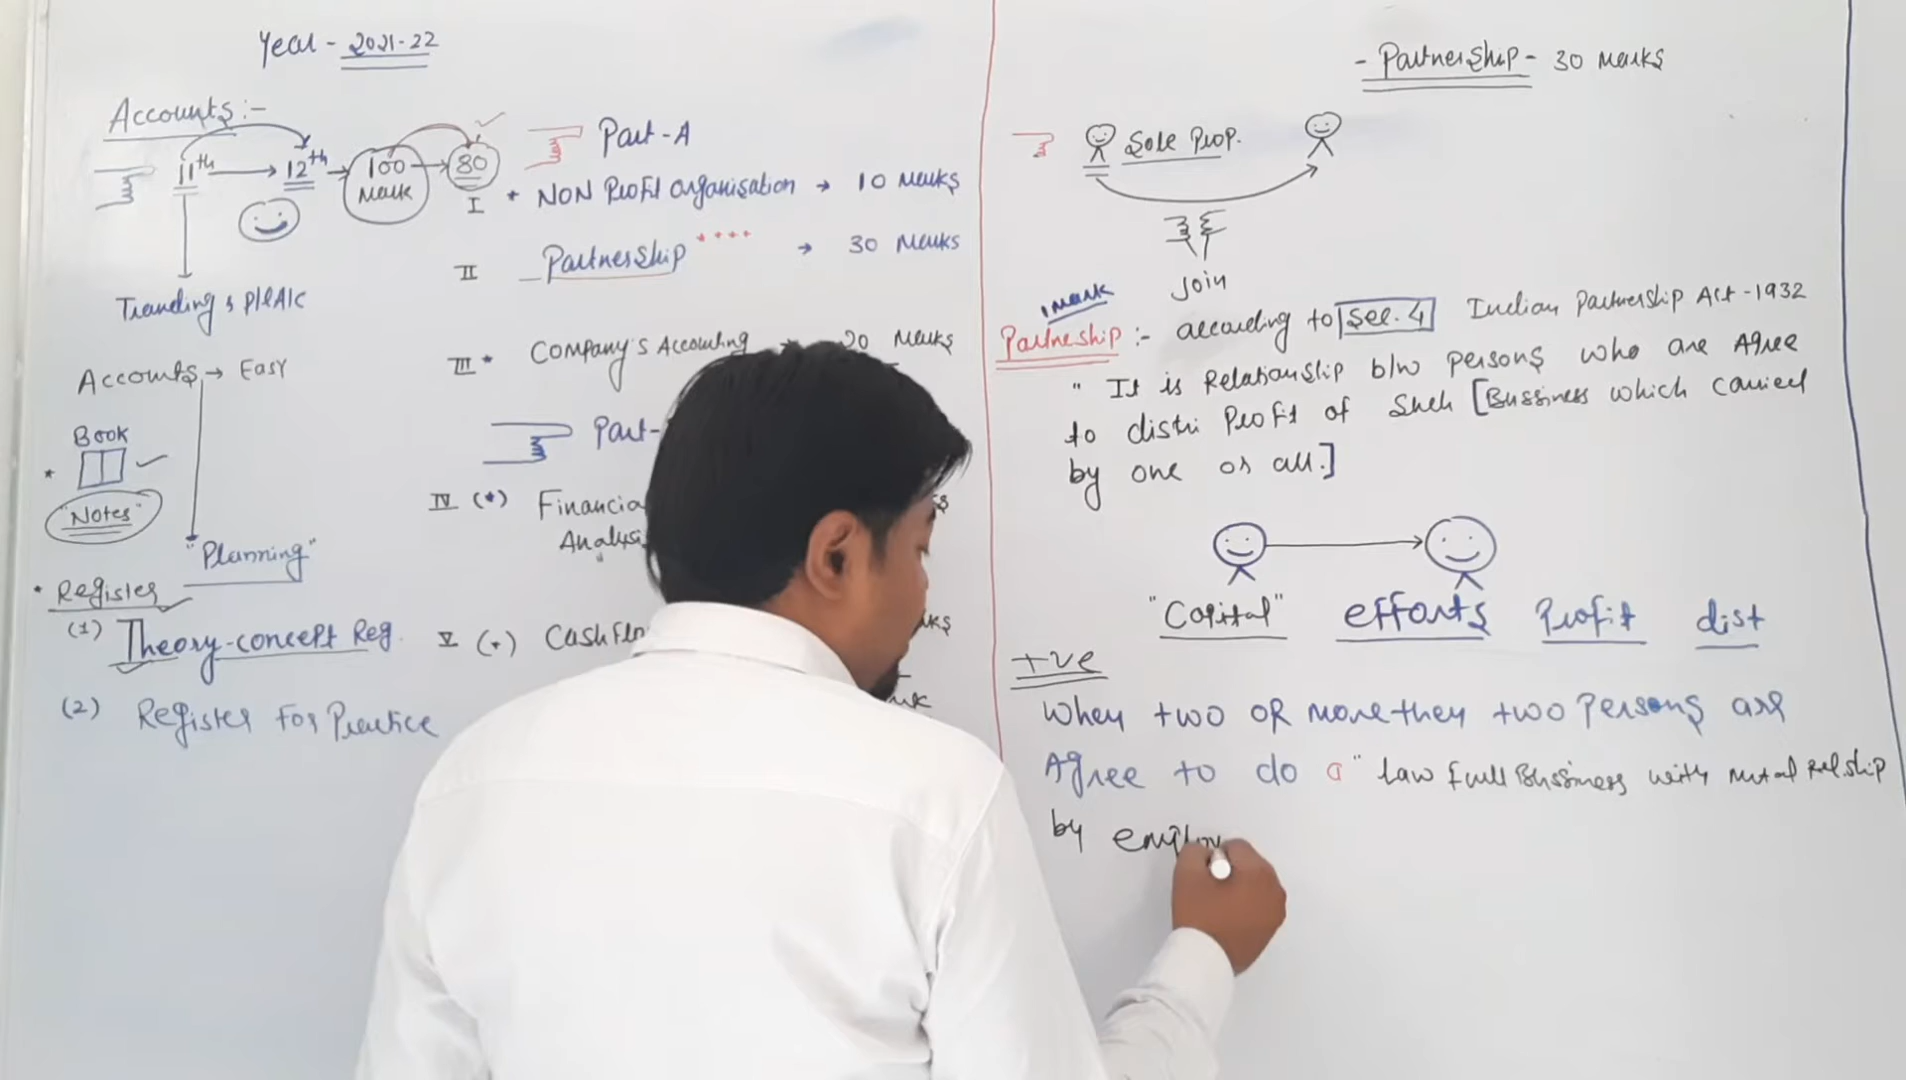 Year - 2021-22
Accounts :-
11th → 12th → 100 Mark → 80
Tranding & P/L A/c
Accounts → Easy
Book
"Notes"
"Planning"
* Register
(1) Theory-concept Reg.
(2) Register For Practice
Part-A
I * NON Profit organisation → 10 Marks
II Partnership **** → 30 Marks
III * Company's Accounting 20 Marks
Part-
IV (*) Financia
Analysi
V (*) Cash Flo
- Partnership - 30 Marks
Sole Prop.
Join
1 Mark
Partneship :- according to Sec. 4 Indian Partnership Act - 1932
" It is Relationship b/w persons who are Agree
to distri Profit of Such [Bussiness which carried
by one or all.]
"Capital" efforts Profit dist
+ve
When two OR more then two Persons are
Agree to do a " Law full Bussiness with Mutal Relship
by emplo